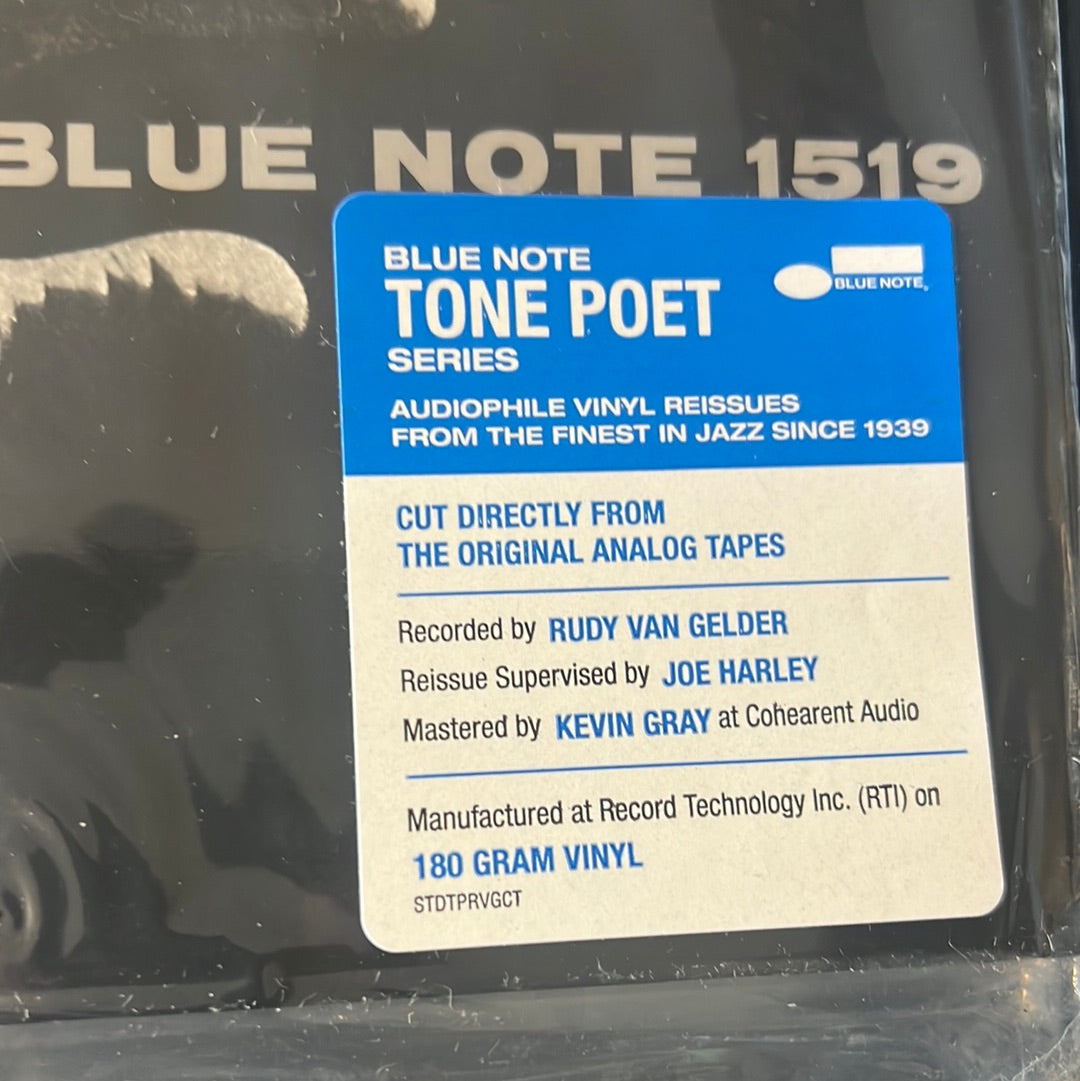 BLUE NOTE 1519
BLUE NOTE
TONE POET
SERIES
BLUE NOTE®
AUDIOPHILE VINYL REISSUES
FROM THE FINEST IN JAZZ SINCE 1939
CUT DIRECTLY FROM
THE ORIGINAL ANALOG TAPES
Recorded by RUDY VAN GELDER
Reissue Supervised by JOE HARLEY
Mastered by KEVIN GRAY at Cohearent Audio
Manufactured at Record Technology Inc. (RTI) on
180 GRAM VINYL
STDTPRVGCT